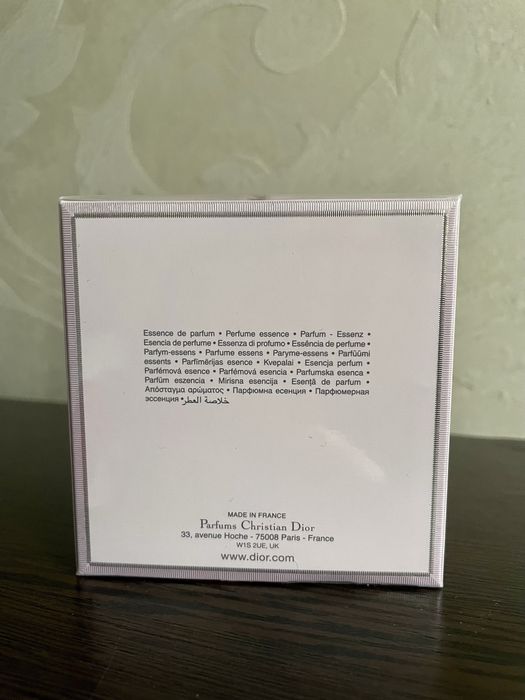 Essence de parfum • Perfume essence • Parfum - Essenz •
Esencia de perfume • Essenza di profumo • Essência de perfume •
Parfym-essens • Parfume essens • Paryme-essens • Parfüümi
essents • Parfimērijas esence • Kvepalai • Esencja perfum •
Parfémová esence • Parfémová esencia • Parfumska esenca •
Parfüm eszencia • Mirisna esencija • Esenţă de parfum •
Απόσταγμα αρώματος • Парфюмна есенция • Парфюмерная
эссенция • خلاصة العطر
MADE IN FRANCE
Parfums Christian Dior
33, avenue Hoche - 75008 Paris - France
W1S 2UE, UK
www.dior.com